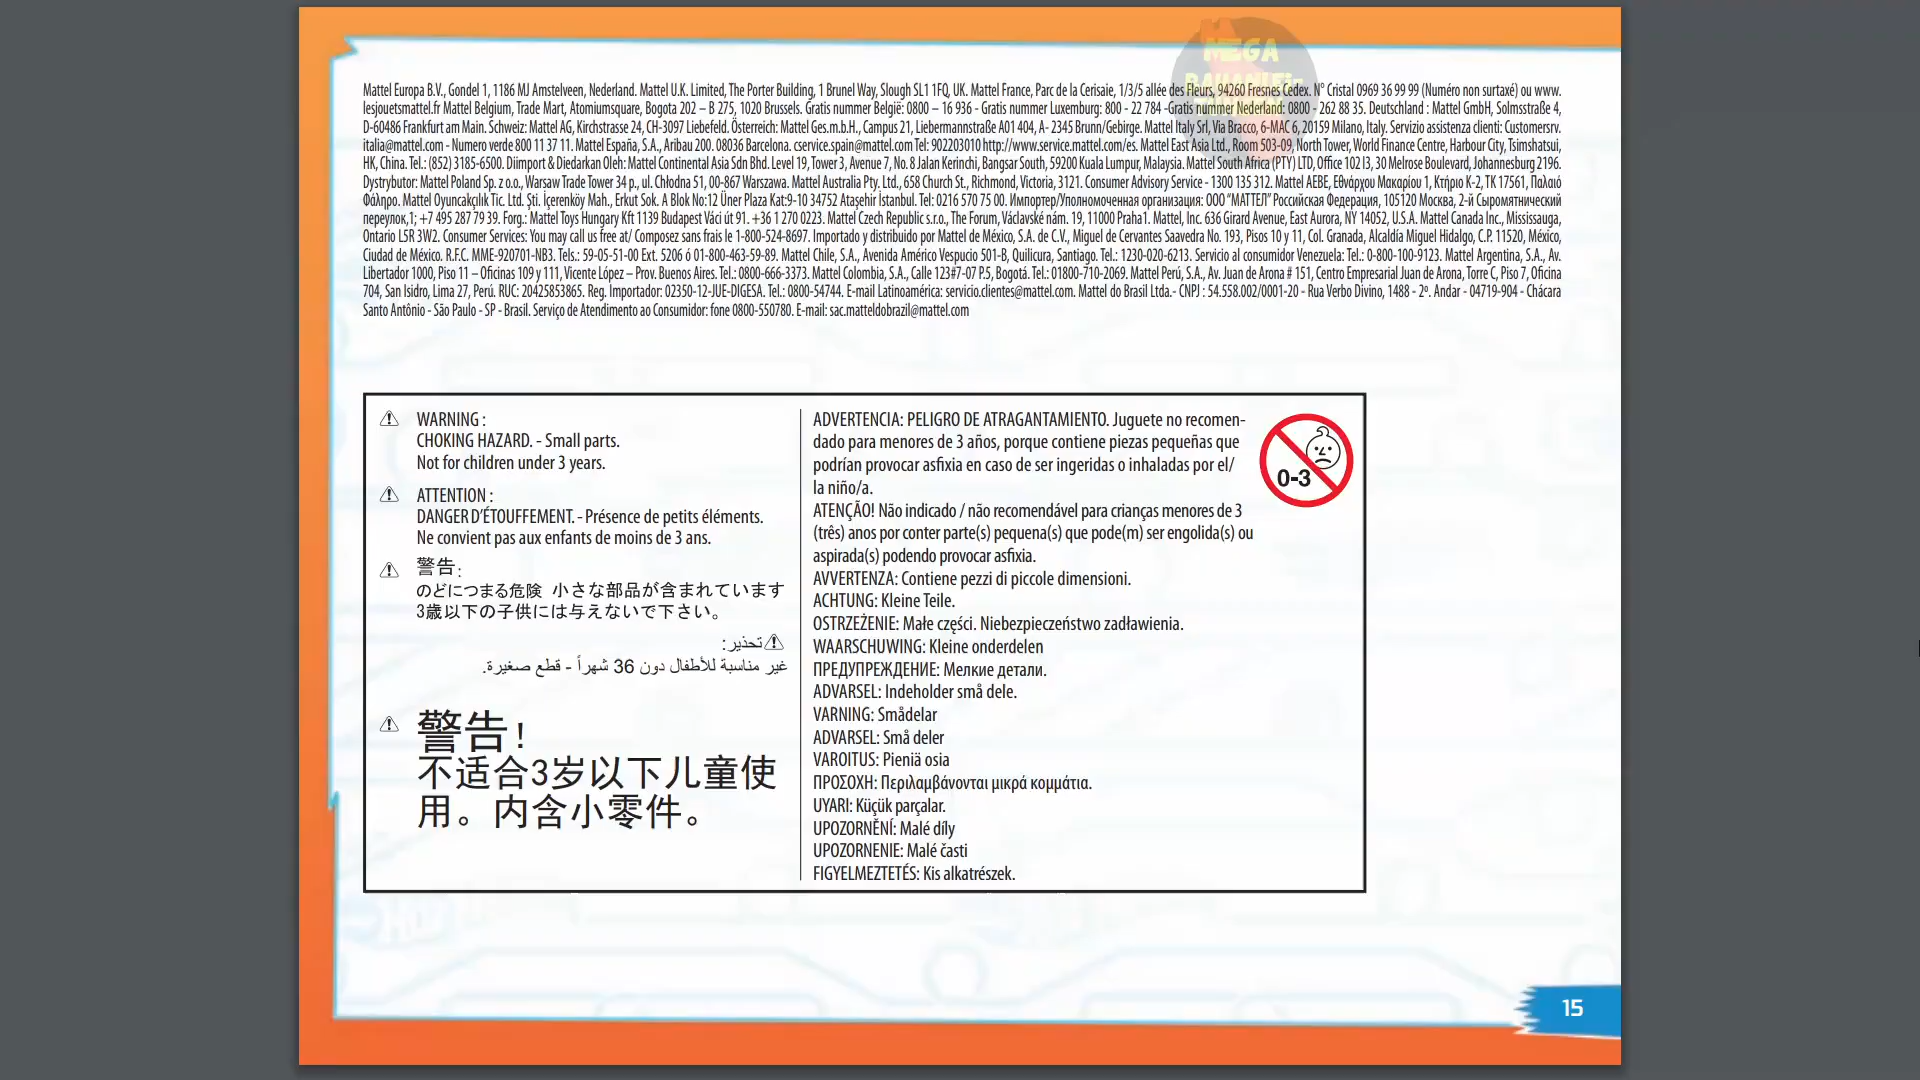 MEGA
Mattel Europa B.V., Gondel 1, 1186 MJ Amstelveen, Nederland. Mattel U.K. Limited, The Porter Building, 1 Brunel Way, Slough SL1 1FQ, UK. Mattel France, Parc de la Cerisaie, 1/3/5 allée des Fleurs, 94260 Fresnes Cedex. N° Cristal 0969 36 99 99 (Numéro non surtaxé) ou www.
lesjouetsmattel.fr Mattel Belgium, Trade Mart, Atomiumsquare, Bogota 202 – B 275, 1020 Brussels. Gratis nummer België: 0800 – 16 936 - Gratis nummer Luxemburg: 800 - 22 784 -Gratis nummer Nederland: 0800 - 262 88 35. Deutschland : Mattel GmbH, Solmsstraße 4,
D-60486 Frankfurt am Main. Schweiz: Mattel AG, Kirchstrasse 24, CH-3097 Liebefeld. Österreich: Mattel Ges.m.b.H., Campus 21, Liebermannstraße A01 404, A- 2345 Brunn/Gebirge. Mattel Italy Srl, Via Bracco, 6-MAC 6, 20159 Milano, Italy. Servizio assistenza clienti: Customersrv.
italia@mattel.com - Numero verde 800 11 37 11. Mattel España, S.A., Aribau 200. 08036 Barcelona. cservice.spain@mattel.com Tel: 902203010 http://www.service.mattel.com/es. Mattel East Asia Ltd., Room 503-09, North Tower, World Finance Centre, Harbour City, Tsimshatsui,
HK, China. Tel.: (852) 3185-6500. Diimport & Diedarkan Oleh: Mattel Continental Asia Sdn Bhd. Level 19, Tower 3, Avenue 7, No. 8 Jalan Kerinchi, Bangsar South, 59200 Kuala Lumpur, Malaysia. Mattel South Africa (PTY) LTD, Office 102 I3, 30 Melrose Boulevard, Johannesburg 2196.
Dystrybutor: Mattel Poland Sp. z o.o., Warsaw Trade Tower 34 p., ul. Chłodna 51, 00-867 Warszawa. Mattel Australia Pty. Ltd., 658 Church St., Richmond, Victoria, 3121. Consumer Advisory Service - 1300 135 312. Mattel AEBE, Εθνάρχου Μακαρίου 1, Κτήριο Κ-2, ΤΚ 17561, Παλαιό
Φάληρο. Mattel Oyuncakçılık Tic. Ltd. Şti. İçerenköy Mah., Erkut Sok. A Blok No:12 Üner Plaza Kat:9-10 34752 Ataşehir İstanbul. Tel: 0216 570 75 00. Импортер/Уполномоченная организация: ООО "МАТТЕЛ" Российская Федерация, 105120 Москва, 2-й Сыромятнический
переулок,1; +7 495 287 79 39. Forg.: Mattel Toys Hungary Kft 1139 Budapest Váci út 91. +36 1 270 0223. Mattel Czech Republic s.r.o., The Forum, Václavské nám. 19, 11000 Praha1. Mattel, Inc. 636 Girard Avenue, East Aurora, NY 14052, U.S.A. Mattel Canada Inc., Mississauga,
Ontario L5R 3W2. Consumer Services: You may call us free at/ Composez sans frais le 1-800-524-8697. Importado y distribuido por Mattel de México, S.A. de C.V., Miguel de Cervantes Saavedra No. 193, Pisos 10 y 11, Col. Granada, Alcaldía Miguel Hidalgo, C.P. 11520, México,
Ciudad de México. R.F.C. MME-920701-NB3. Tels.: 59-05-51-00 Ext. 5206 ó 01-800-463-59-89. Mattel Chile, S.A., Avenida Américo Vespucio 501-B, Quilicura, Santiago. Tel.: 1230-020-6213. Servicio al consumidor Venezuela: Tel.: 0-800-100-9123. Mattel Argentina, S.A., Av.
Libertador 1000, Piso 11 – Oficinas 109 y 111, Vicente López – Prov. Buenos Aires. Tel.: 0800-666-3373. Mattel Colombia, S.A., Calle 123#7-07 P.5, Bogotá. Tel.: 01800-710-2069. Mattel Perú, S.A., Av. Juan de Arona # 151, Centro Empresarial Juan de Arona, Torre C, Piso 7, Oficina
704, San Isidro, Lima 27, Perú. RUC: 20425853865. Reg. Importador: 02350-12-JUE-DIGESA. Tel.: 0800-54744. E-mail Latinoamérica: servicio.clientes@mattel.com. Mattel do Brasil Ltda.- CNPJ : 54.558.002/0001-20 - Rua Verbo Divino, 1488 - 2º. Andar - 04719-904 - Chácara
Santo Antônio - São Paulo - SP - Brasil. Serviço de Atendimento ao Consumidor: fone 0800-550780. E-mail: sac.matteldobrazil@mattel.com
WARNING :
CHOKING HAZARD. - Small parts.
Not for children under 3 years.
ATTENTION :
DANGER D'ÉTOUFFEMENT. - Présence de petits éléments.
Ne convient pas aux enfants de moins de 3 ans.
警告:
のどにつまる危険 小さな部品が含まれています
3歳以下の子供には与えないで下さい。
تحذير:
غير مناسبة للأطفال دون 36 شهراً - قطع صغيرة.
警告!
不适合3岁以下儿童使
用。内含小零件。
ADVERTENCIA: PELIGRO DE ATRAGANTAMIENTO. Juguete no recomen-
dado para menores de 3 años, porque contiene piezas pequeñas que
podrían provocar asfixia en caso de ser ingeridas o inhaladas por el/
la niño/a.
ATENÇÃO! Não indicado / não recomendável para crianças menores de 3
(três) anos por conter parte(s) pequena(s) que pode(m) ser engolida(s) ou
aspirada(s) podendo provocar asfixia.
AVVERTENZA: Contiene pezzi di piccole dimensioni.
ACHTUNG: Kleine Teile.
OSTRZEŻENIE: Małe części. Niebezpieczeństwo zadławienia.
WAARSCHUWING: Kleine onderdelen
ПРЕДУПРЕЖДЕНИЕ: Мелкие детали.
ADVARSEL: Indeholder små dele.
VARNING: Smådelar
ADVARSEL: Små deler
VAROITUS: Pieniä osia
ΠΡΟΣΟΧΗ: Περιλαμβάνονται μικρά κομμάτια.
UYARI: Küçük parçalar.
UPOZORNĚNÍ: Malé díly
UPOZORNENIE: Malé časti
FIGYELMEZTETÉS: Kis alkatrészek.
0-3
15